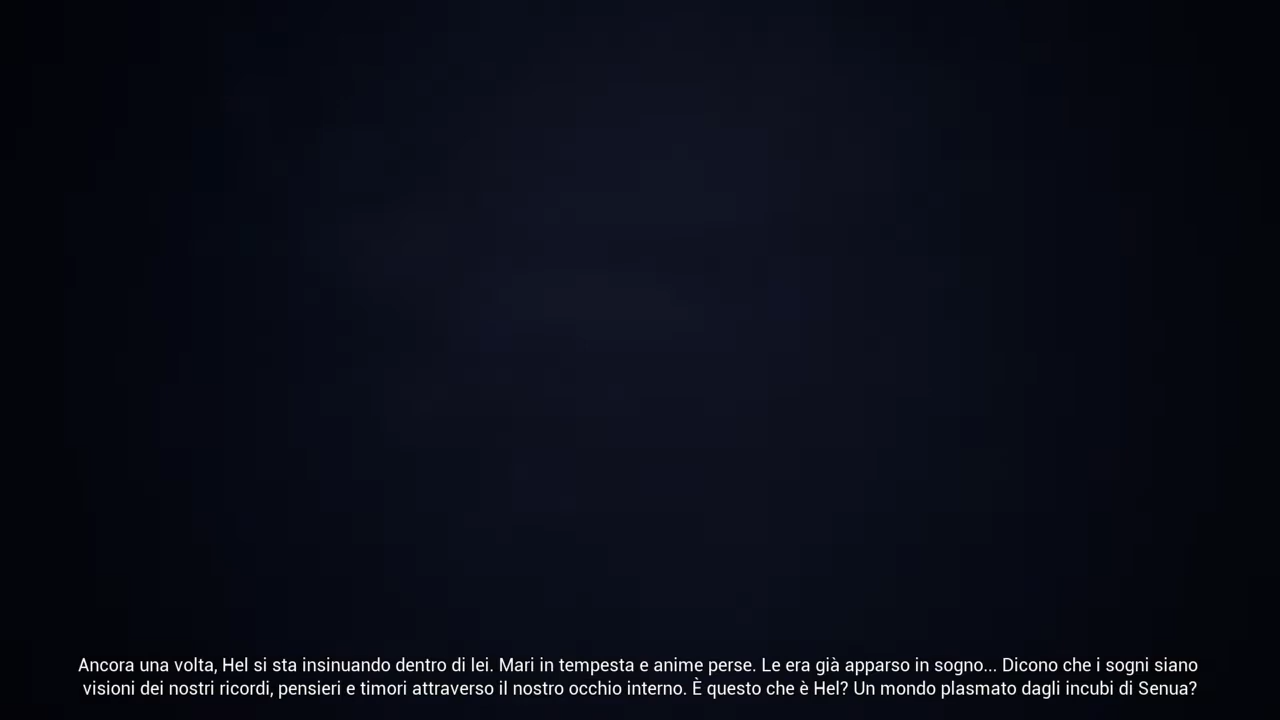 Ancora una volta, Hel si sta insinuando dentro di lei. Mari in tempesta e anime perse. Le era già apparso in sogno... Dicono che i sogni siano
visioni dei nostri ricordi, pensieri e timori attraverso il nostro occhio interno. È questo che è Hel? Un mondo plasmato dagli incubi di Senua?